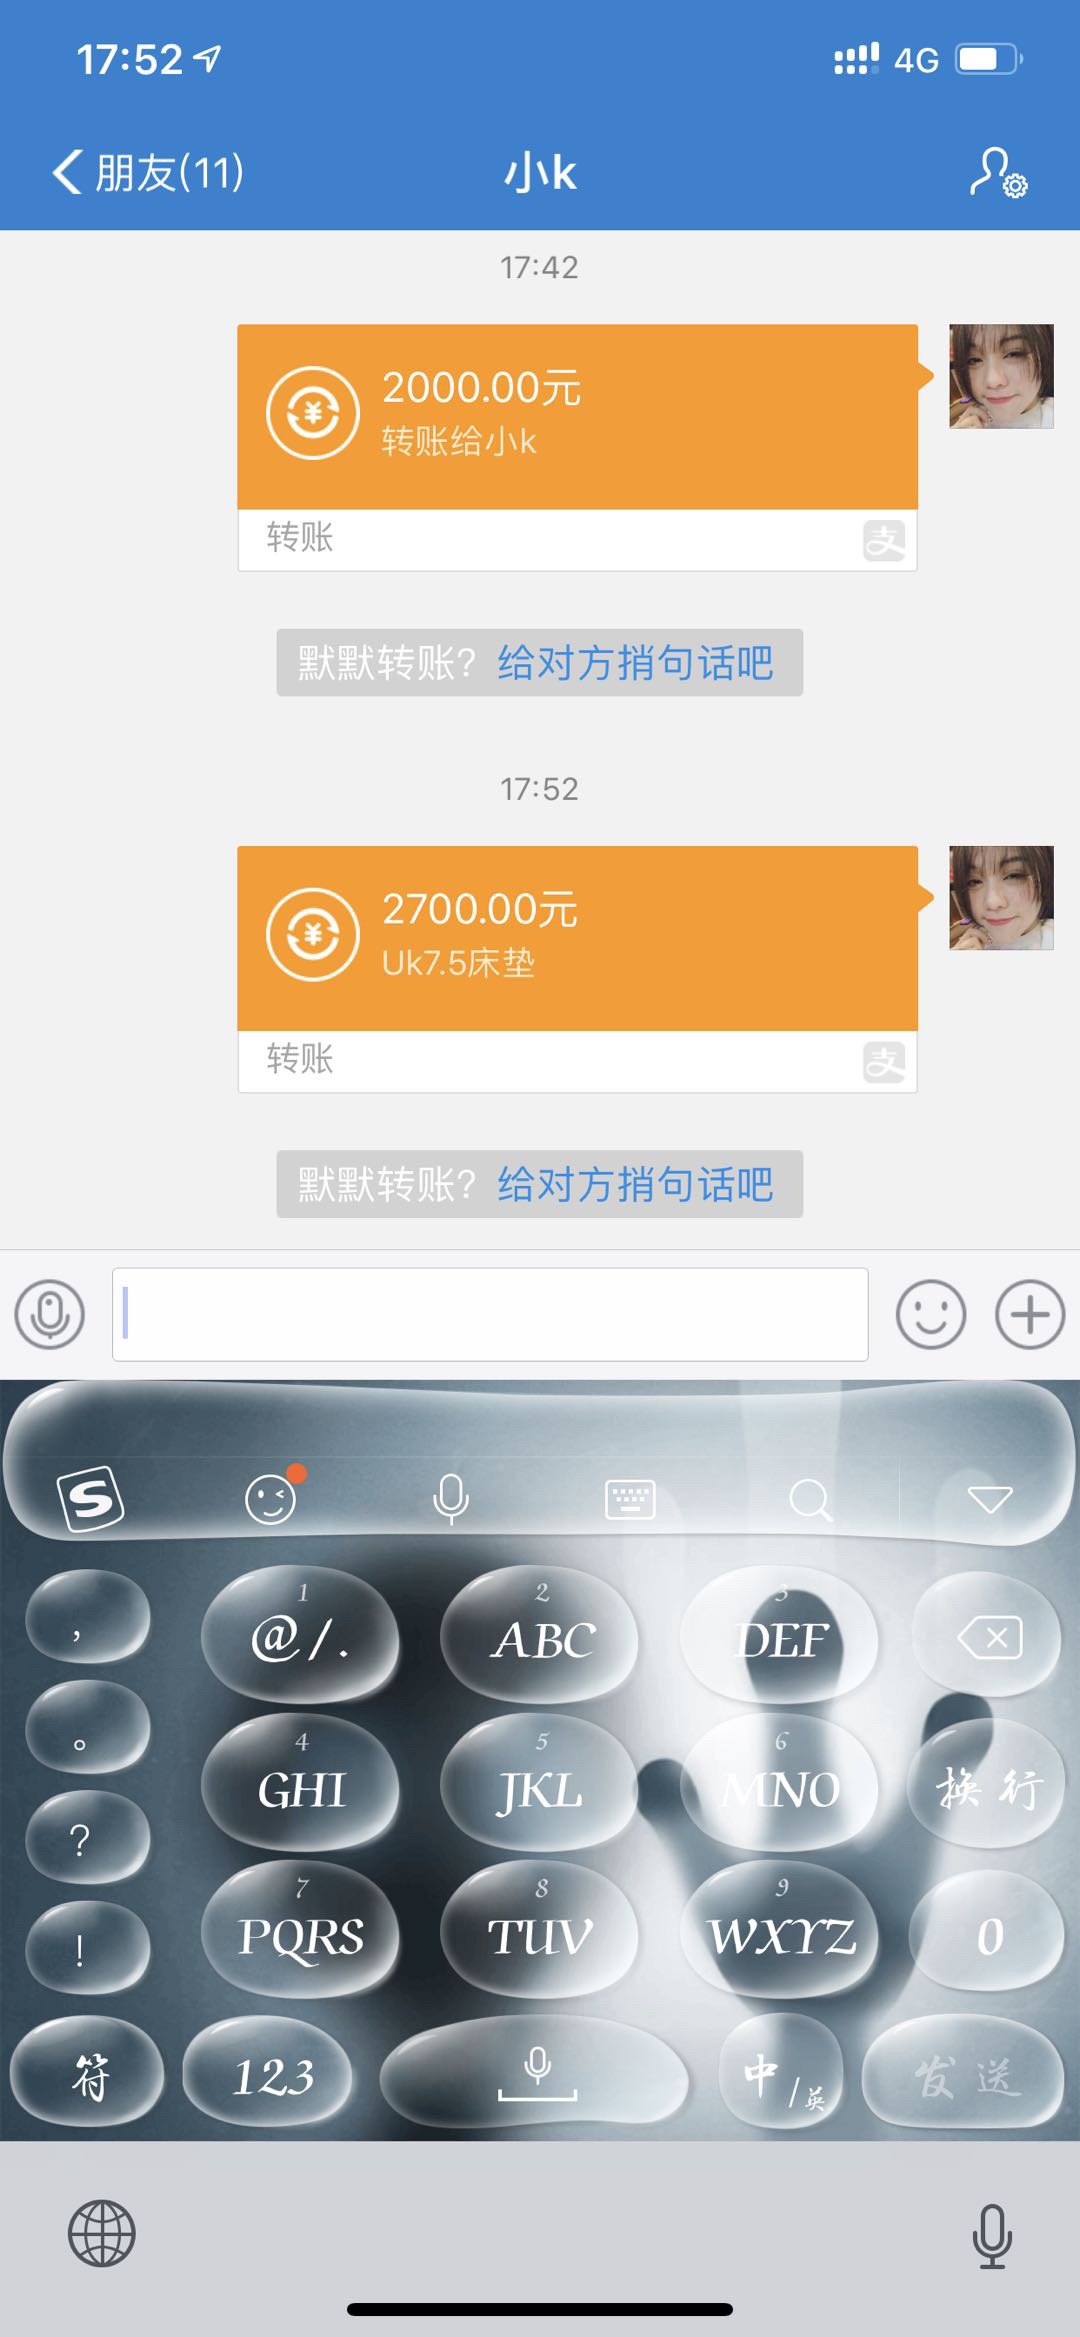 17:52
4G
朋友(11)
小k
17:42
2000.00元
转账给小k
转账
支
默默转账? 给对方捎句话吧
17:52
2700.00元
Uk7.5床垫
转账
支
默默转账? 给对方捎句话吧
S
, 1 @/. 2 ABC 3 DEF
。 4 GHI 5 JKL 6 MNO 换行
? 7 PQRS 8 TUV 9 WXYZ 0
!
符 123 中/英 发送